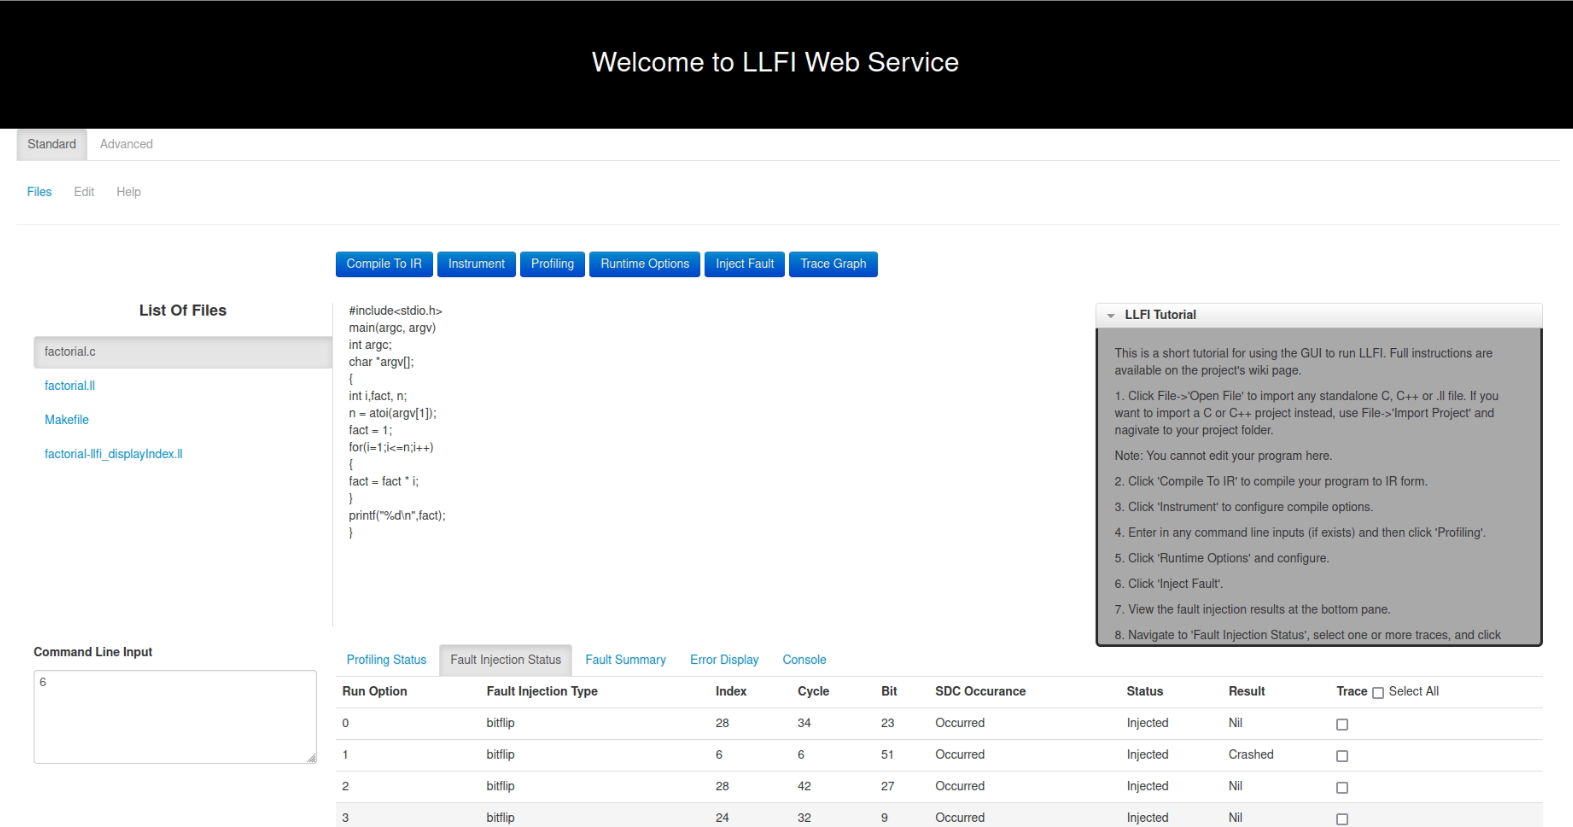 Welcome to LLFI Web Service
Standard Advanced
Files Edit Help
Compile To IR Instrument Profiling Runtime Options Inject Fault Trace Graph
List Of Files
factorial.c
factorial.ll
Makefile
factorial-llfi_displayIndex.ll
#include<stdio.h>
main(argc, argv)
int argc;
char *argv[];
{
int i,fact, n;
n = atoi(argv[1]);
fact = 1;
for(i=1;i<=n;i++)
{
fact = fact * i;
}
printf("%d\n",fact);
}
LLFI Tutorial
This is a short tutorial for using the GUI to run LLFI. Full instructions are
available on the project's wiki page.
1. Click File->'Open File' to import any standalone C, C++ or .ll file. If you
want to import a C or C++ project instead, use File->'Import Project' and
nagivate to your project folder.
Note: You cannot edit your program here.
2. Click 'Compile To IR' to compile your program to IR form.
3. Click 'Instrument' to configure compile options.
4. Enter in any command line inputs (if exists) and then click 'Profiling'.
5. Click 'Runtime Options' and configure.
6. Click 'Inject Fault'.
7. View the fault injection results at the bottom pane.
8. Navigate to 'Fault Injection Status', select one or more traces, and click
Command Line Input
6
Profiling Status Fault Injection Status Fault Summary Error Display Console
Run Option Fault Injection Type Index Cycle Bit SDC Occurance Status Result Trace Select All
0 bitflip 28 34 23 Occurred Injected Nil
1 bitflip 6 6 51 Occurred Injected Crashed
2 bitflip 28 42 27 Occurred Injected Nil
3 bitflip 24 32 9 Occurred Injected Nil